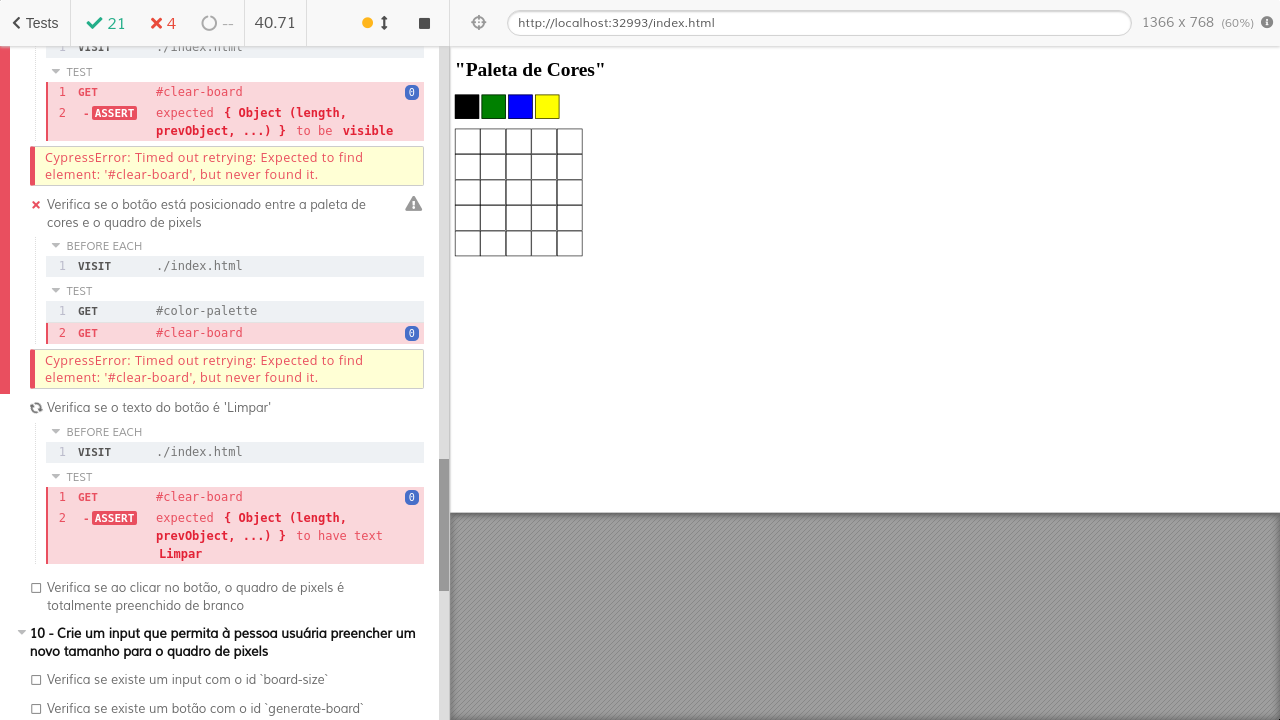 Tests 21 4 -- 40.71 http://localhost:32993/index.html 1366 x 768 (60%)
1 VISIT ./index.html
TEST
1 GET #clear-board 0
2 -ASSERT expected { Object (length,
prevObject, ...) } to be visible
CypressError: Timed out retrying: Expected to find
element: '#clear-board', but never found it.
Verifica se o botão está posicionado entre a paleta de
cores e o quadro de pixels
BEFORE EACH
1 VISIT ./index.html
TEST
1 GET #color-palette
2 GET #clear-board 0
CypressError: Timed out retrying: Expected to find
element: '#clear-board', but never found it.
Verifica se o texto do botão é 'Limpar'
BEFORE EACH
1 VISIT ./index.html
TEST
1 GET #clear-board 0
2 -ASSERT expected { Object (length,
prevObject, ...) } to have text
Limpar
Verifica se ao clicar no botão, o quadro de pixels é
totalmente preenchido de branco
10 - Crie um input que permita à pessoa usuária preencher um
novo tamanho para o quadro de pixels
Verifica se existe um input com o id `board-size`
Verifica se existe um botão com o id `generate-board`
"Paleta de Cores"